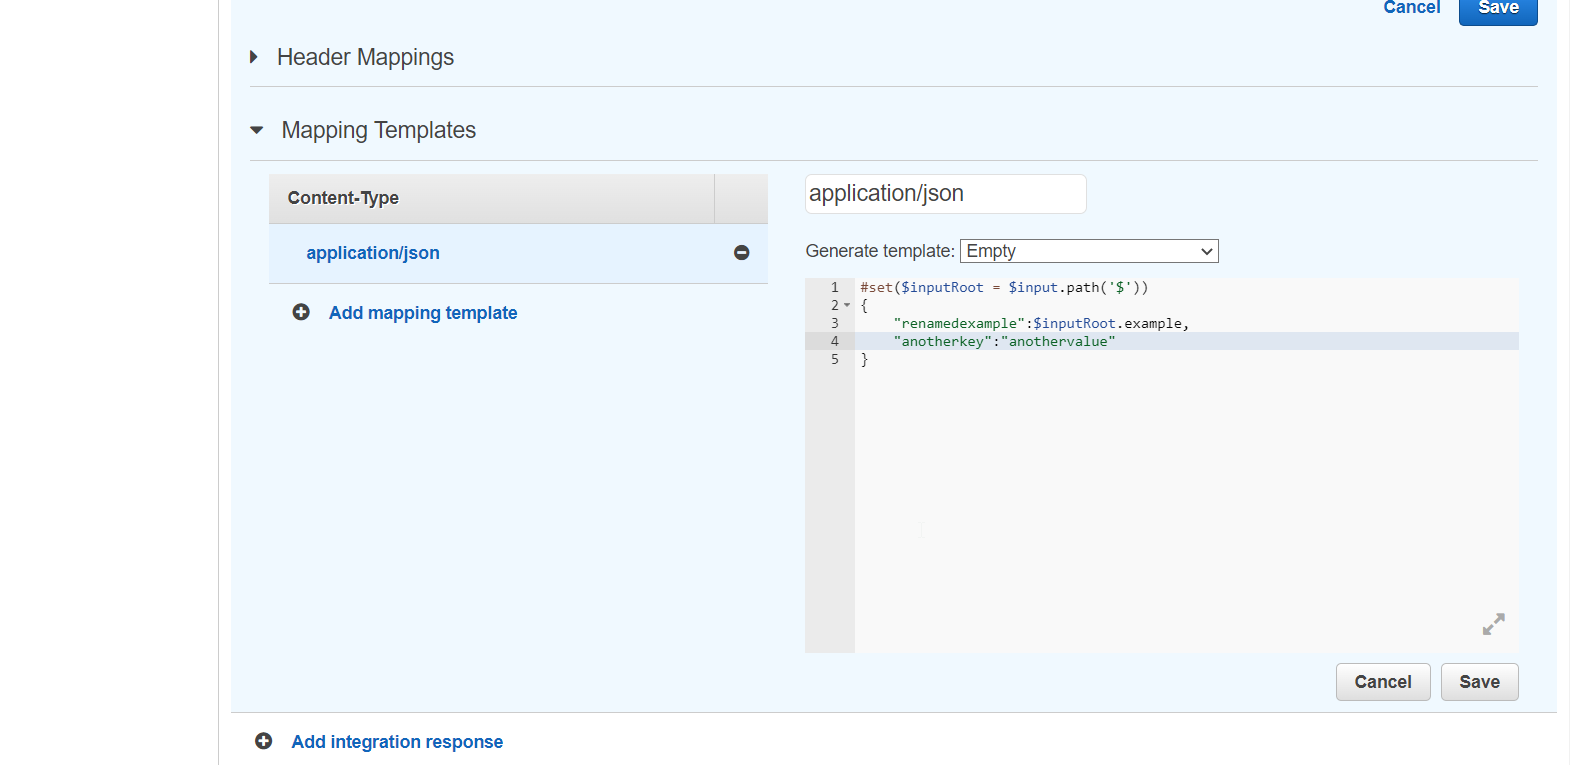 Cancel Save
Header Mappings
Mapping Templates
Content-Type
application/json
Add mapping template
application/json
Generate template: Empty
1 #set($inputRoot = $input.path('$'))
2 {
3 "renamedexample":$inputRoot.example,
4 "anotherkey":"anothervalue"
5 }
Cancel Save
Add integration response